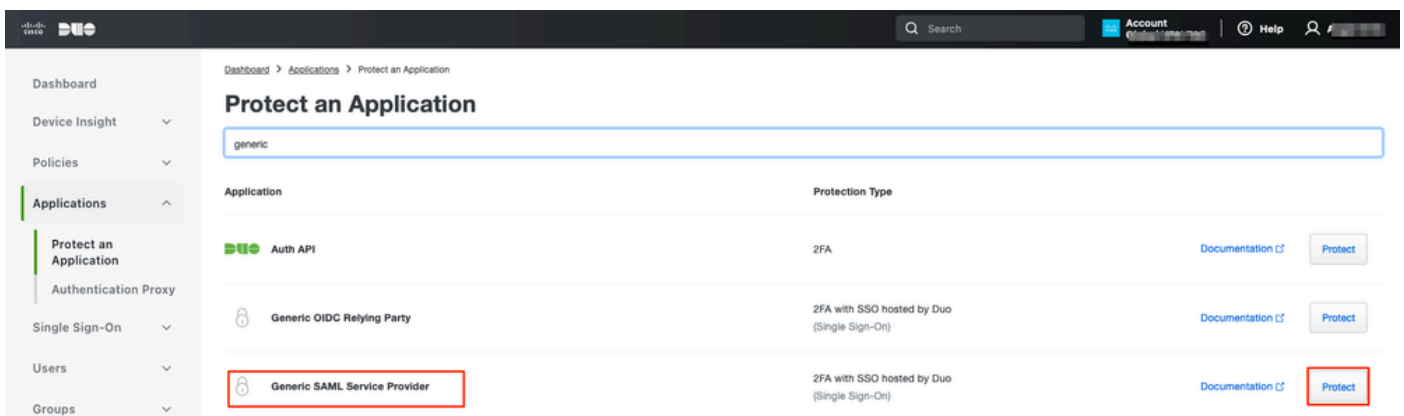 cisco DUO
Search
Account
Help
Dashboard > Applications > Protect an Application
Protect an Application
generic
Dashboard
Device Insight
Policies
Applications
Protect an
Application
Authentication Proxy
Single Sign-On
Users
Groups
Application Protection Type
DUO Auth API 2FA Documentation Protect
Generic OIDC Relying Party 2FA with SSO hosted by Duo Documentation Protect
(Single Sign-On)
Generic SAML Service Provider 2FA with SSO hosted by Duo Documentation Protect
(Single Sign-On)